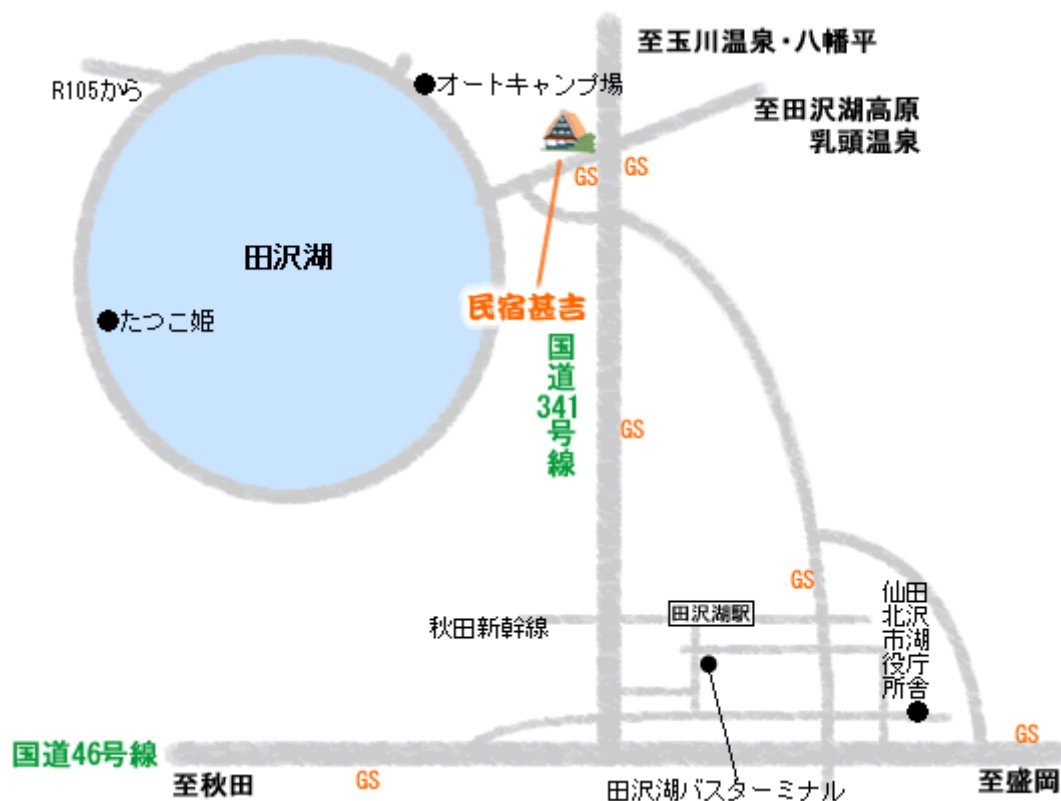 至玉川温泉・八幡平
R105から
オートキャンプ場
至田沢湖高原
乳頭温泉
GS
GS
田沢湖
民宿甚吉
たつこ姫
国道341号線
GS
GS
田沢湖駅
秋田新幹線
仙北市役所
田沢湖庁舎
国道46号線
至秋田
GS
田沢湖バスターミナル
GS
至盛岡